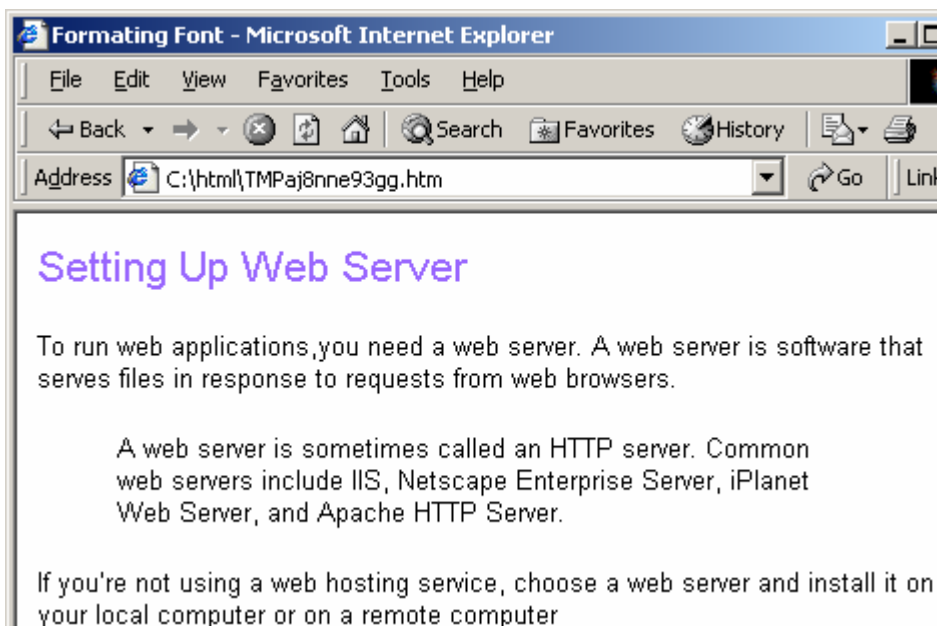 Formating Font - Microsoft Internet Explorer
File Edit View Favorites Tools Help
Back Search Favorites History
Address C:\html\TMPaj8nne93gg.htm Go Link
Setting Up Web Server
To run web applications,you need a web server. A web server is software that
serves files in response to requests from web browsers.
A web server is sometimes called an HTTP server. Common
web servers include IIS, Netscape Enterprise Server, iPlanet
Web Server, and Apache HTTP Server.
If you're not using a web hosting service, choose a web server and install it on
your local computer or on a remote computer